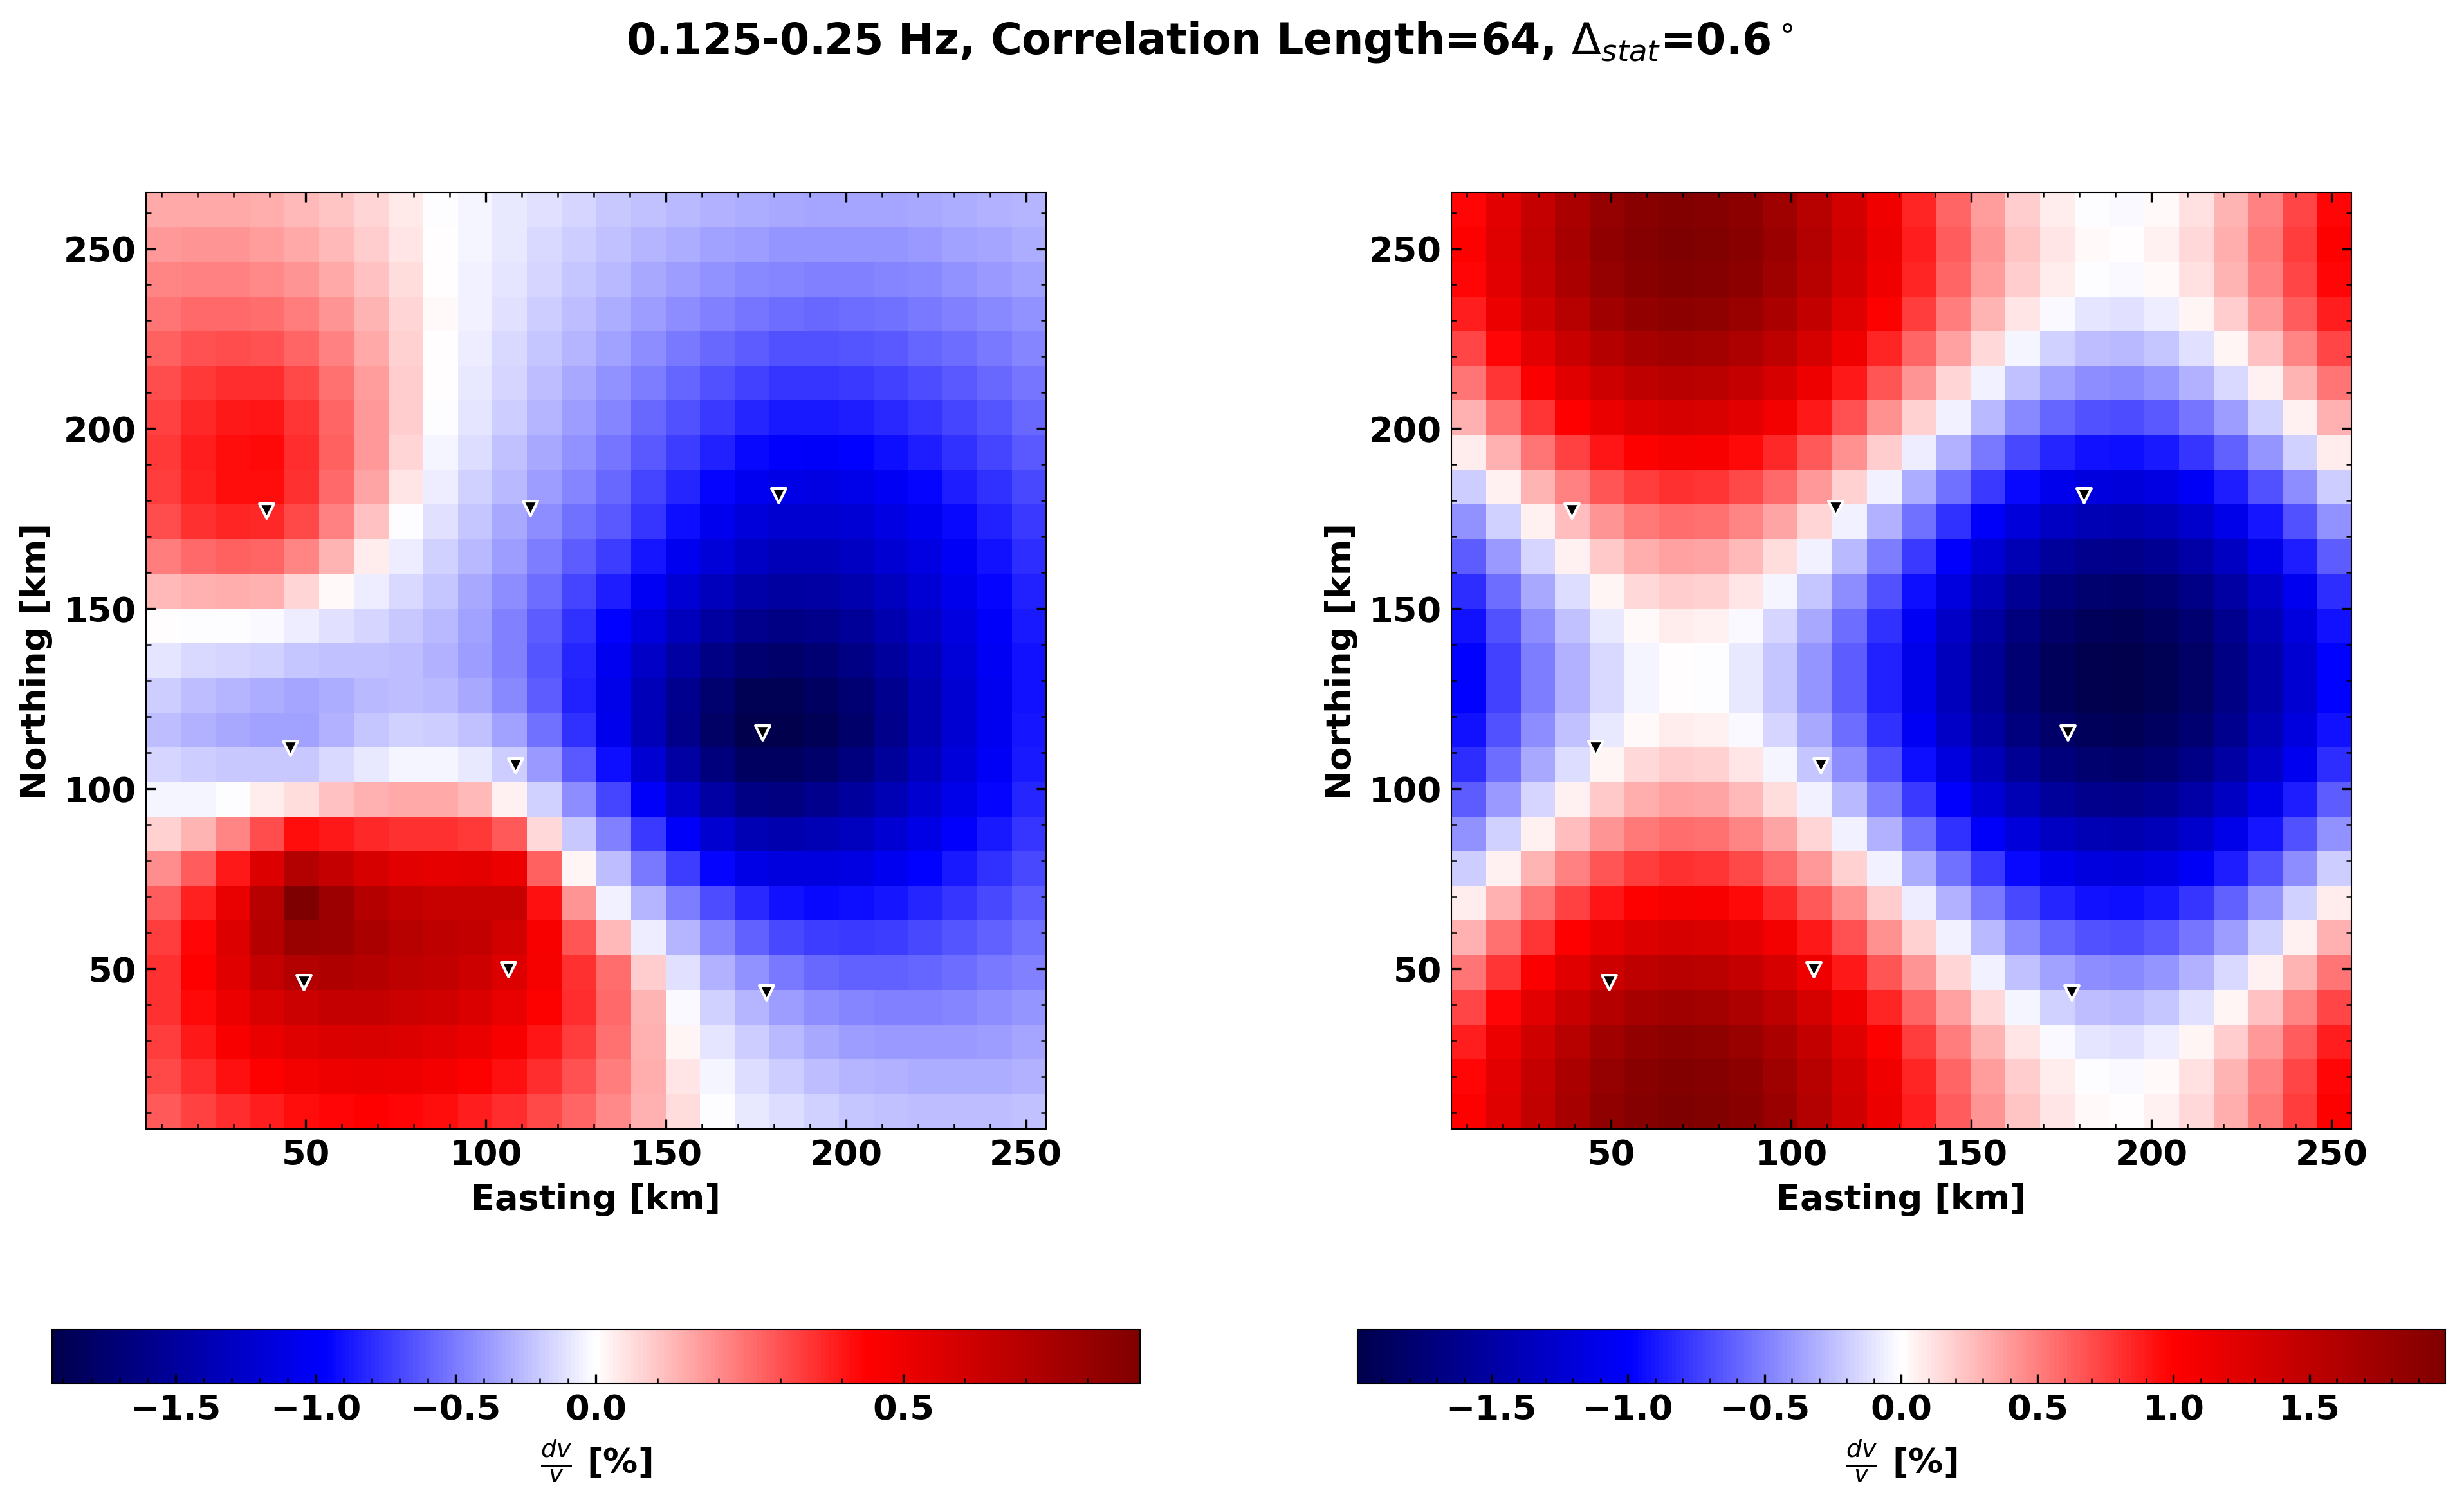 0.125-0.25 Hz, Correlation Length=64, Δstat=0.6°
250
200
150
100
50
Northing [km]
50 100 150 200 250
Easting [km]
250
200
150
100
50
Northing [km]
50 100 150 200 250
Easting [km]
−1.5 −1.0 −0.5 0.0 0.5
dv/v [%]
−1.5 −1.0 −0.5 0.0 0.5 1.0 1.5
dv/v [%]